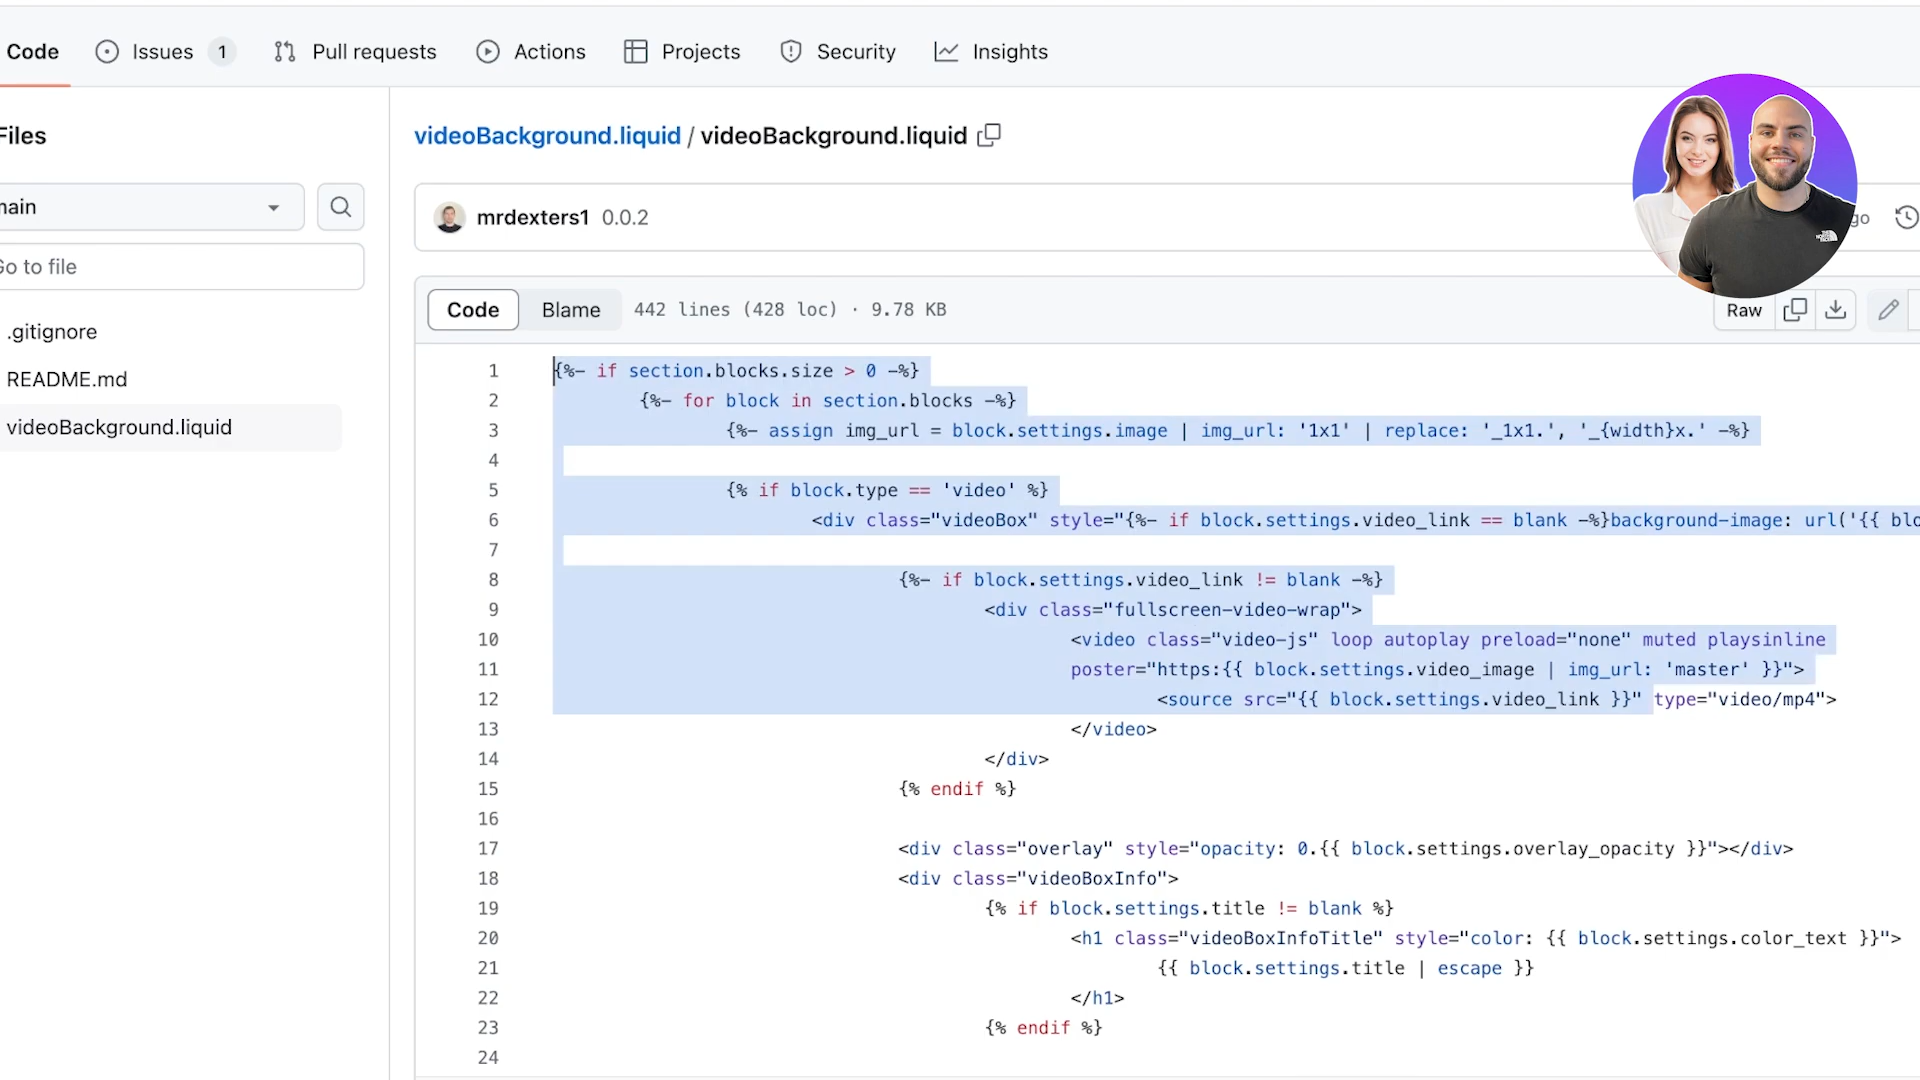 Code Issues 1 Pull requests Actions Projects Security Insights
Files
main
Go to file
.gitignore
README.md
videoBackground.liquid
videoBackground.liquid / videoBackground.liquid
mrdexters1 0.0.2
go
Code Blame 442 lines (428 loc) · 9.78 KB
Raw
1 {%- if section.blocks.size > 0 -%}
2 {%- for block in section.blocks -%}
3 {%- assign img_url = block.settings.image | img_url: '1x1' | replace: '_1x1.', '_{width}x.' -%}
4
5 {% if block.type == 'video' %}
6 <div class="videoBox" style="{%- if block.settings.video_link == blank -%}background-image: url('{{ blo
7
8 {%- if block.settings.video_link != blank -%}
9 <div class="fullscreen-video-wrap">
10 <video class="video-js" loop autoplay preload="none" muted playsinline
11 poster="https:{{ block.settings.video_image | img_url: 'master' }}">
12 <source src="{{ block.settings.video_link }}" type="video/mp4">
13 </video>
14 </div>
15 {% endif %}
16
17 <div class="overlay" style="opacity: 0.{{ block.settings.overlay_opacity }}"></div>
18 <div class="videoBoxInfo">
19 {% if block.settings.title != blank %}
20 <h1 class="videoBoxInfoTitle" style="color: {{ block.settings.color_text }}">
21 {{ block.settings.title | escape }}
22 </h1>
23 {% endif %}
24